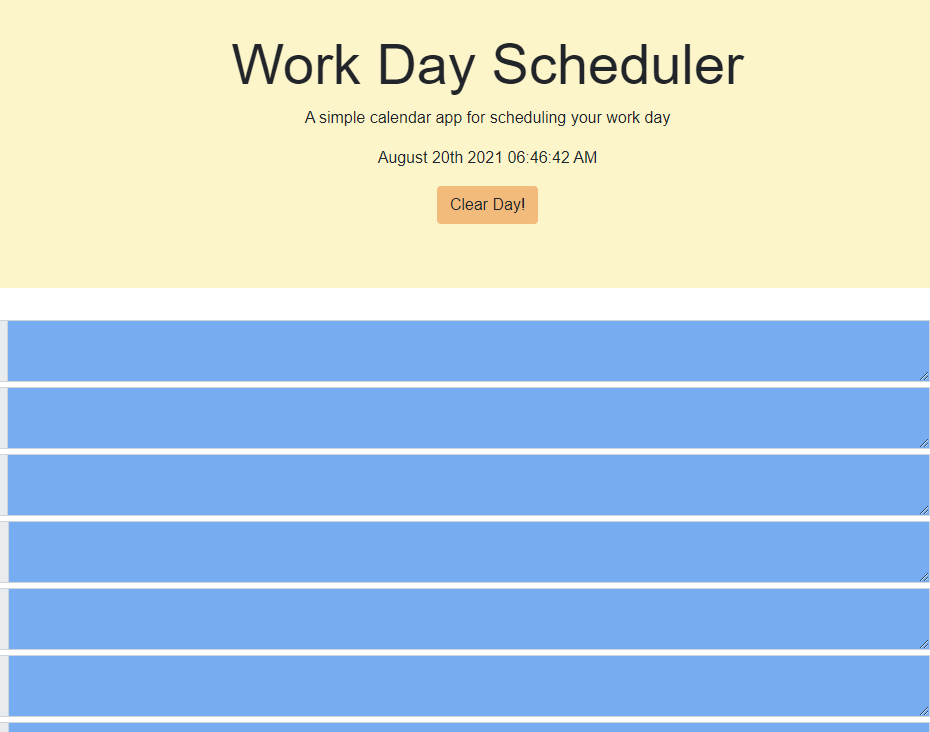 Work Day Scheduler
A simple calendar app for scheduling your work day
August 20th 2021 06:46:42 AM
Clear Day!